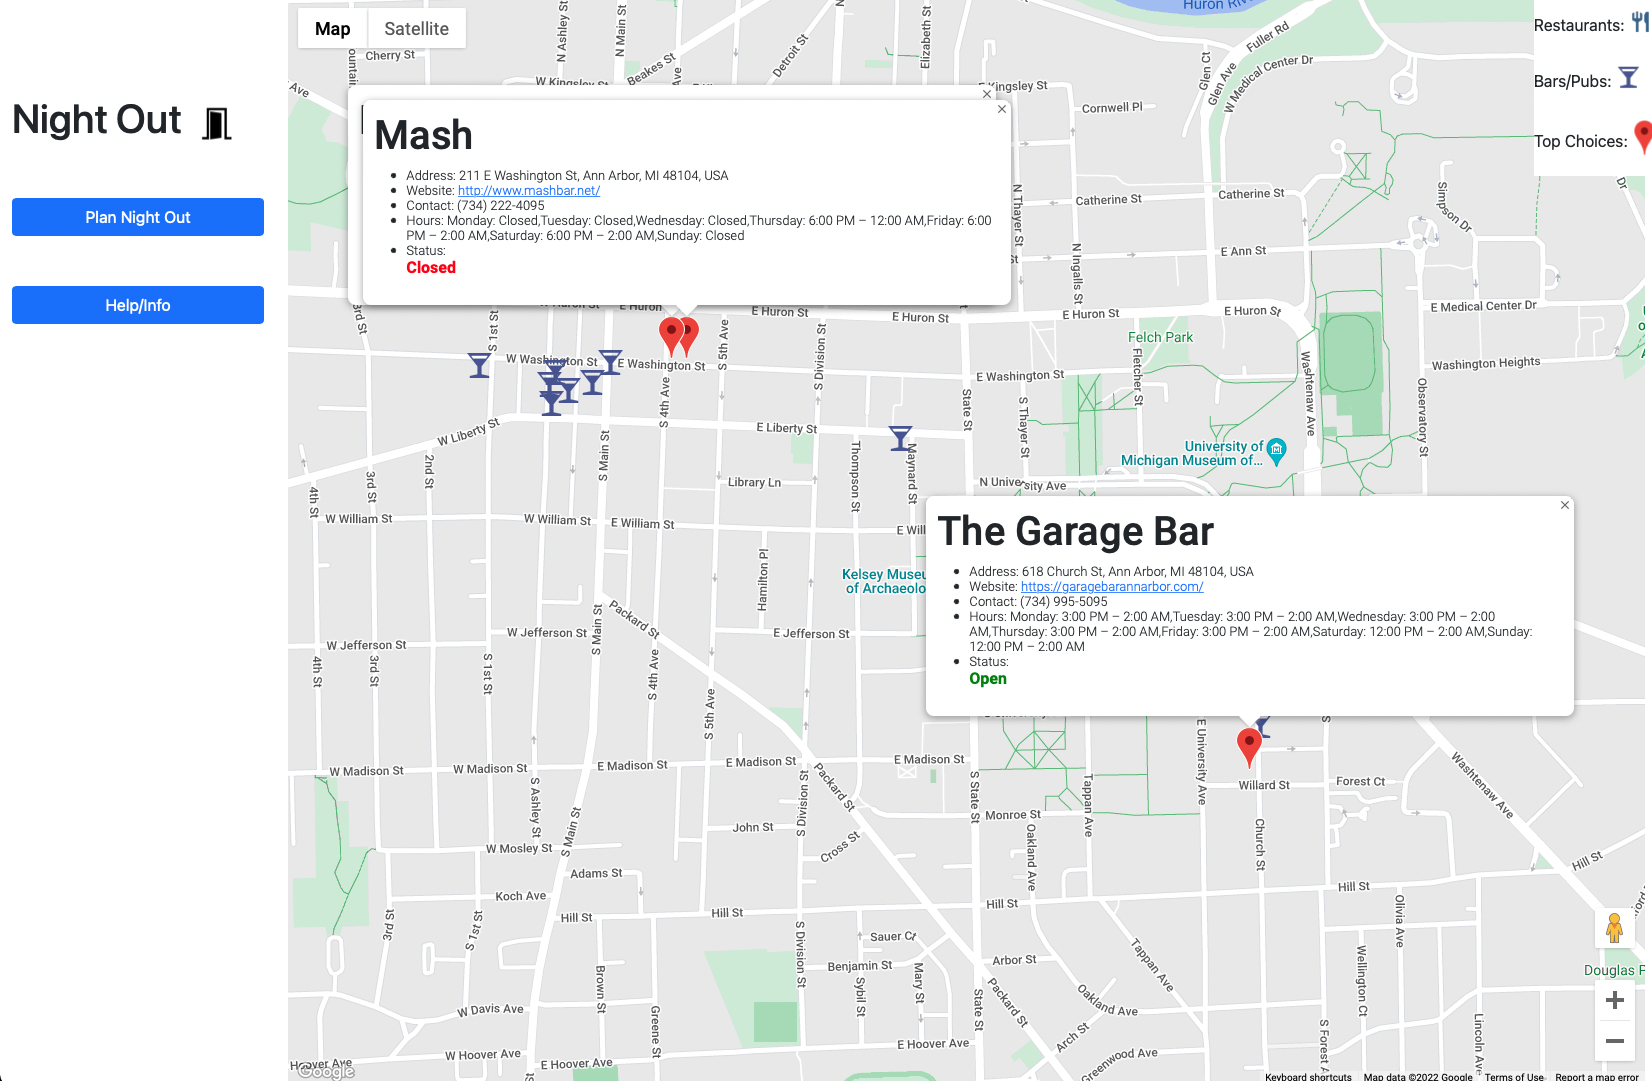 Night Out
Plan Night Out
Help/Info
Map
Satellite
Restaurants:
Bars/Pubs:
Top Choices:
Mash
Address: 211 E Washington St, Ann Arbor, MI 48104, USA
Website: http://www.mashbar.net/
Contact: (734) 222-4095
Hours: Monday: Closed,Tuesday: Closed,Wednesday: Closed,Thursday: 6:00 PM – 12:00 AM,Friday: 6:00
PM – 2:00 AM,Saturday: 6:00 PM – 2:00 AM,Sunday: Closed
Status:
Closed
The Garage Bar
Address: 618 Church St, Ann Arbor, MI 48104, USA
Website: https://garagebarannarbor.com/
Contact: (734) 995-5095
Hours: Monday: 3:00 PM – 2:00 AM,Tuesday: 3:00 PM – 2:00 AM,Wednesday: 3:00 PM – 2:00
AM,Thursday: 3:00 PM – 2:00 AM,Friday: 3:00 PM – 2:00 AM,Saturday: 12:00 PM – 2:00 AM,Sunday:
12:00 PM – 2:00 AM
Status:
Open
Cherry St
N Ashley St
N Main St
Beakes St
Detroit St
Elizabeth St
Huron
Fuller Rd
Glen Ct
Glen Ave
W Medical Center Dr
W Kingsley
Kingsley St
Cornwell Pl
Ave
N Thayer St
N Ingalls St
Catherine St
Catherine St
Simpson Dr
Dr
E Ann St
E Medical Center Dr
3rd St
S 1st St
E Huron
E Huron St
E Huron St
E Huron St
E Huron St
Felch Park
W Washington St
E Washington St
E Washington St
Washington Heights
S 4th Ave
S 5th Ave
S Division St
State St
S Thayer St
Fletcher St
Washtenaw Ave
Observatory St
W Liberty St
E Liberty St
S Main St
Thompson St
Maynard St
University of
Michigan Museum of...
4th St
3rd St
2nd St
Library Ln
N Univer
sity Ave
W William St
W William St
E William St
E Will
Hamilton Pl
Kelsey Museu
of Archaeolo
Packard St
S Main St
W Jefferson St
W Jefferson St
E Jefferson St
4th St
3rd St
S 1st St
S 4th Ave
S 5th Ave
E University Ave
W Madison St
W Madison St
E Madison St
E Madison St
E Madison St
Packard St
Willard St
Forest Ct
Washtenaw Ave
S Ashley St
S Main St
S Division St
S State St
Tappan Ave
Monroe St
John St
Cross St
Oakland Ave
Church St
W Mosley St
Adams St
Koch Ave
Hill St
Hill St
Hill St
Hill St
Hill St
3rd St
S 1st St
S Division St
Sauer Ct
Benjamin St
Arbor St
Tappan Ave
Olivia Ave
Wellington Ct
Douglas P
Brown St
Greene St
Sybil St
Mary St
State St
Packard St
Oakland Ave
Arch St
W Davis Ave
Hoover Ave
W Hoover Ave
E Hoover Ave
E Hoover Ave
Greenwood Ave
S Forest A
Lincoln Ave
Google
Keyboard shortcuts
Map data ©2022 Google
Terms of Use
Report a map error